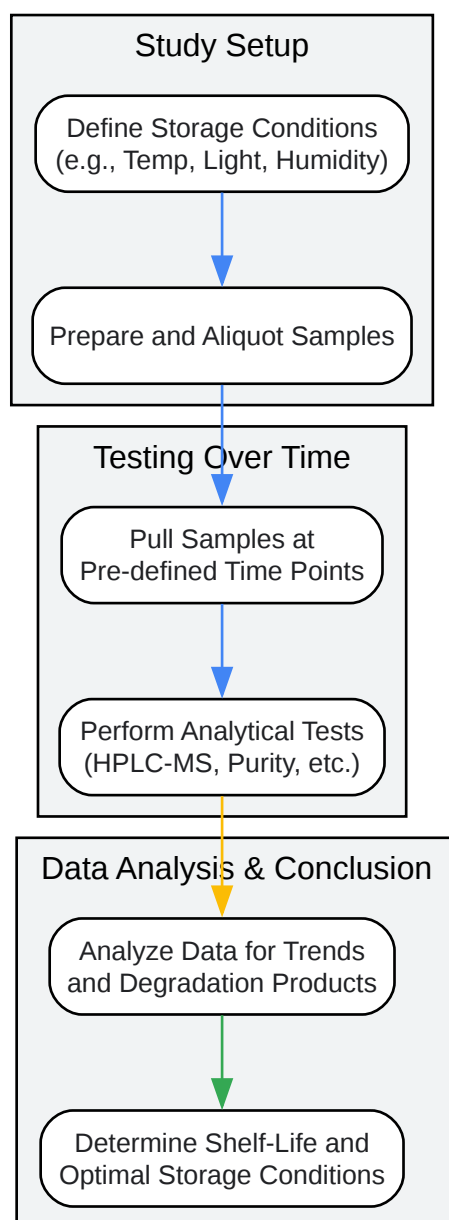 Study Setup
Define Storage Conditions
(e.g., Temp, Light, Humidity)
Prepare and Aliquot Samples
Testing Over Time
Pull Samples at
Pre-defined Time Points
Perform Analytical Tests
(HPLC-MS, Purity, etc.)
Data Analysis & Conclusion
Analyze Data for Trends
and Degradation Products
Determine Shelf-Life and
Optimal Storage Conditions